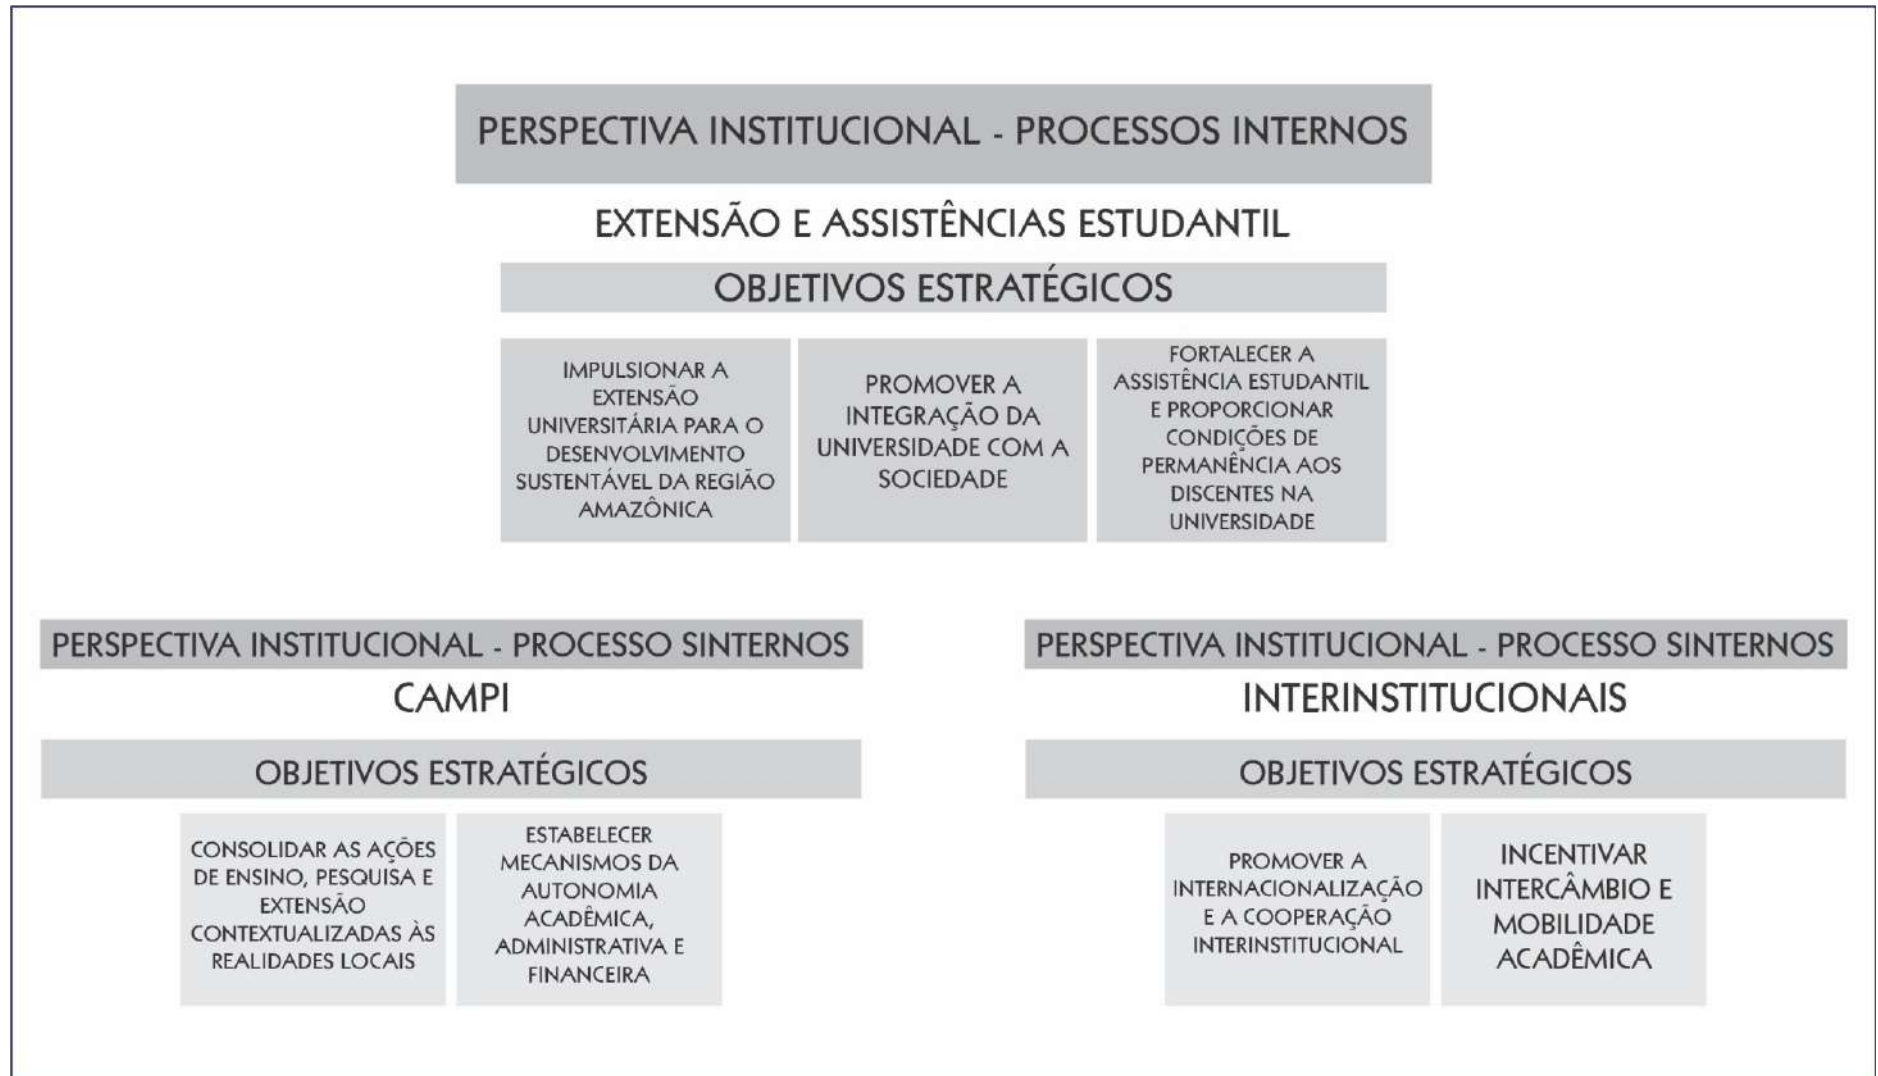 PERSPECTIVA INSTITUCIONAL - PROCESSOS INTERNOS
EXTENSÃO E ASSISTÊNCIAS ESTUDANTIL
OBJETIVOS ESTRATÉGICOS
IMPULSIONAR A
EXTENSÃO
UNIVERSITÁRIA PARA O
DESENVOLVIMENTO
SUSTENTÁVEL DA REGIÃO
AMAZÔNICA
PROMOVER A
INTEGRAÇÃO DA
UNIVERSIDADE COM A
SOCIEDADE
FORTALECER A
ASSISTÊNCIA ESTUDANTIL
E PROPORCIONAR
CONDIÇÕES DE
PERMANÊNCIA AOS
DISCENTES NA
UNIVERSIDADE
PERSPECTIVA INSTITUCIONAL - PROCESSO SINTERNOS
CAMPI
OBJETIVOS ESTRATÉGICOS
CONSOLIDAR AS AÇÕES
DE ENSINO, PESQUISA E
EXTENSÃO
CONTEXTUALIZADAS ÀS
REALIDADES LOCAIS
ESTABELECER
MECANISMOS DA
AUTONOMIA
ACADÊMICA,
ADMINISTRATIVA E
FINANCEIRA
PERSPECTIVA INSTITUCIONAL - PROCESSO SINTERNOS
INTERINSTITUCIONAIS
OBJETIVOS ESTRATÉGICOS
PROMOVER A
INTERNACIONALIZAÇÃO
E A COOPERAÇÃO
INTERINSTITUCIONAL
INCENTIVAR
INTERCÂMBIO E
MOBILIDADE
ACADÊMICA